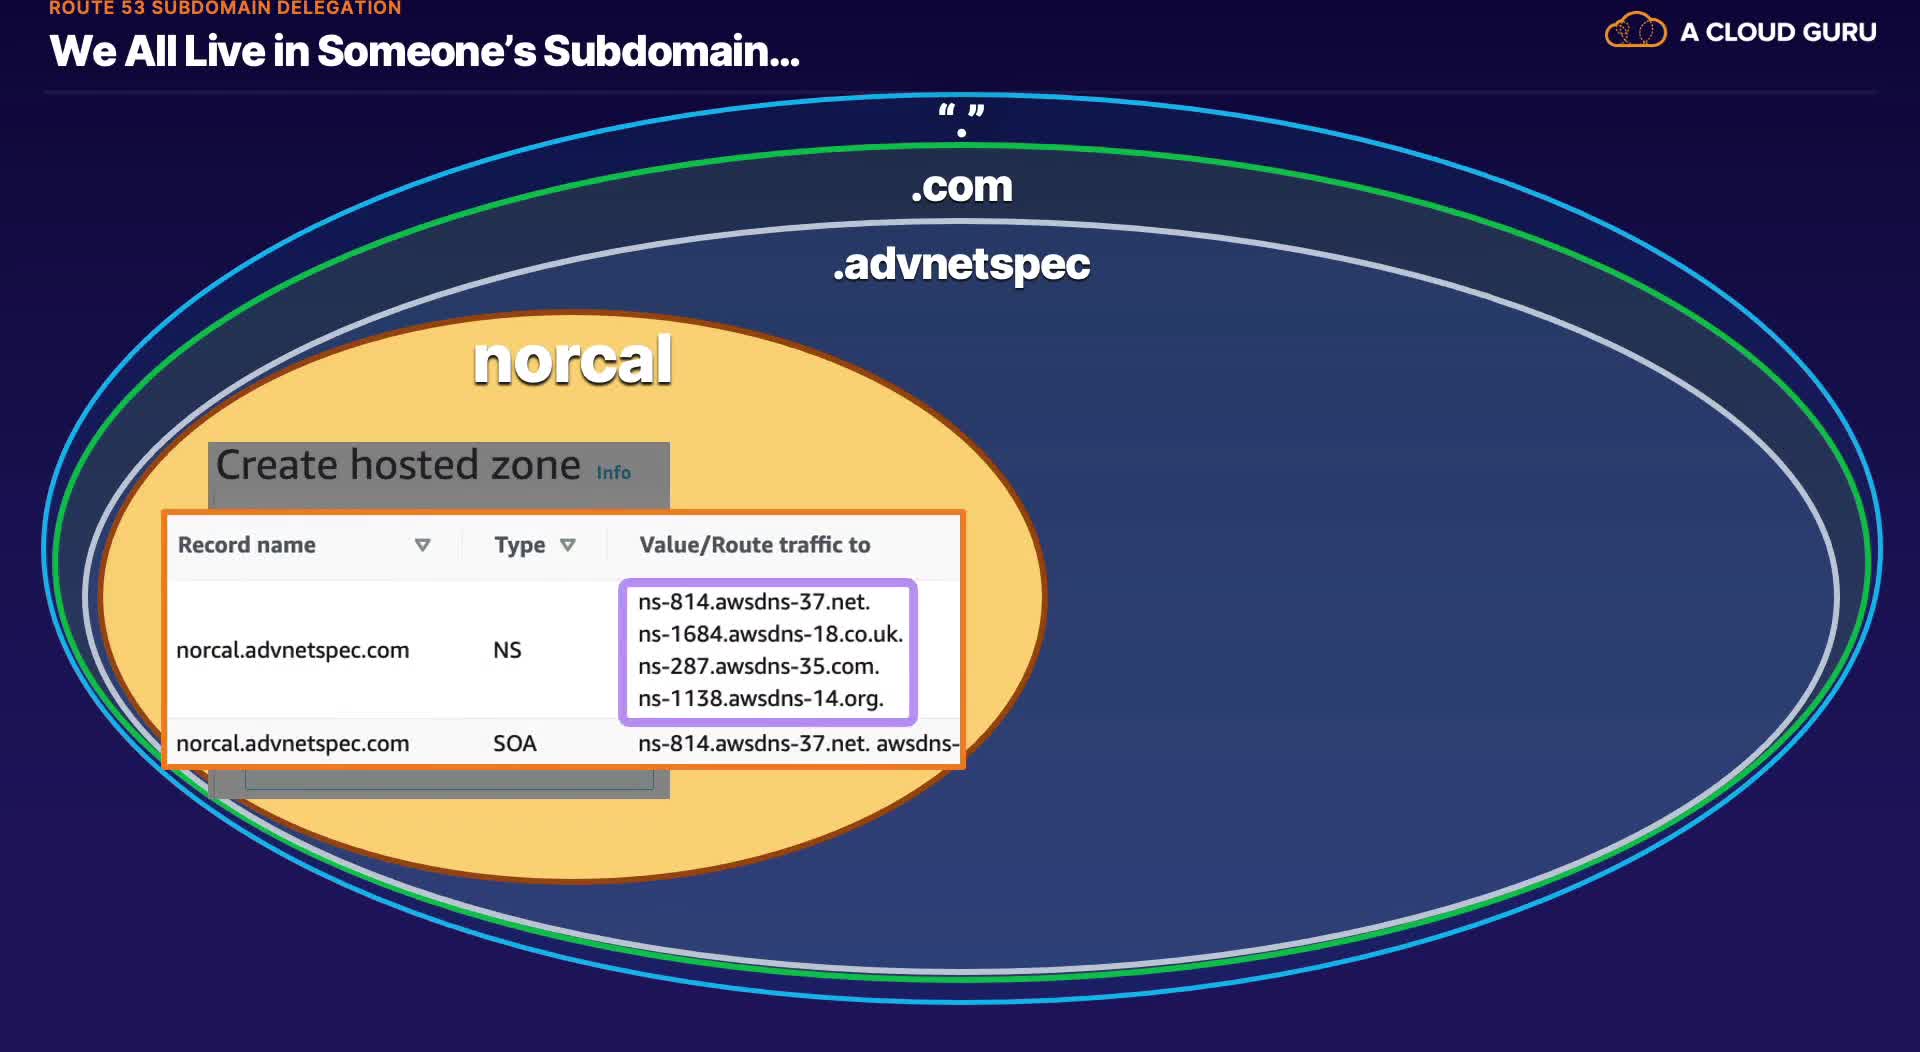 ROUTE 53 SUBDOMAIN DELEGATION
We All Live in Someone's Subdomain...
A CLOUD GURU
“.”
.com
.advnetspec
norcal
Create hosted zone Info
Record name Type Value/Route traffic to
ns-814.awsdns-37.net.
ns-1684.awsdns-18.co.uk.
norcal.advnetspec.com NS
ns-287.awsdns-35.com.
ns-1138.awsdns-14.org.
norcal.advnetspec.com SOA ns-814.awsdns-37.net. awsdns-